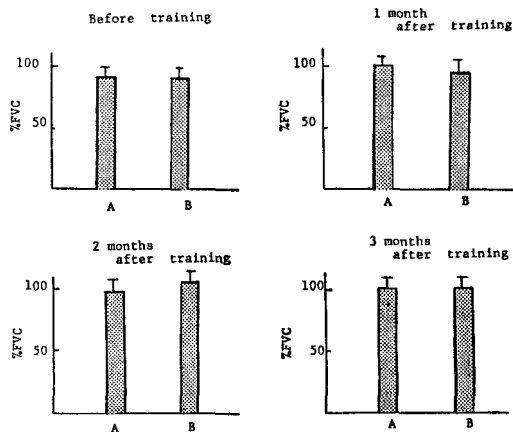 Before training
100
50
%FVC
A B
1 month
after training
100
50
%FVC
A B
2 months
after training
100
50
%FVC
A B
3 months
after training
100
50
%FVC
A B